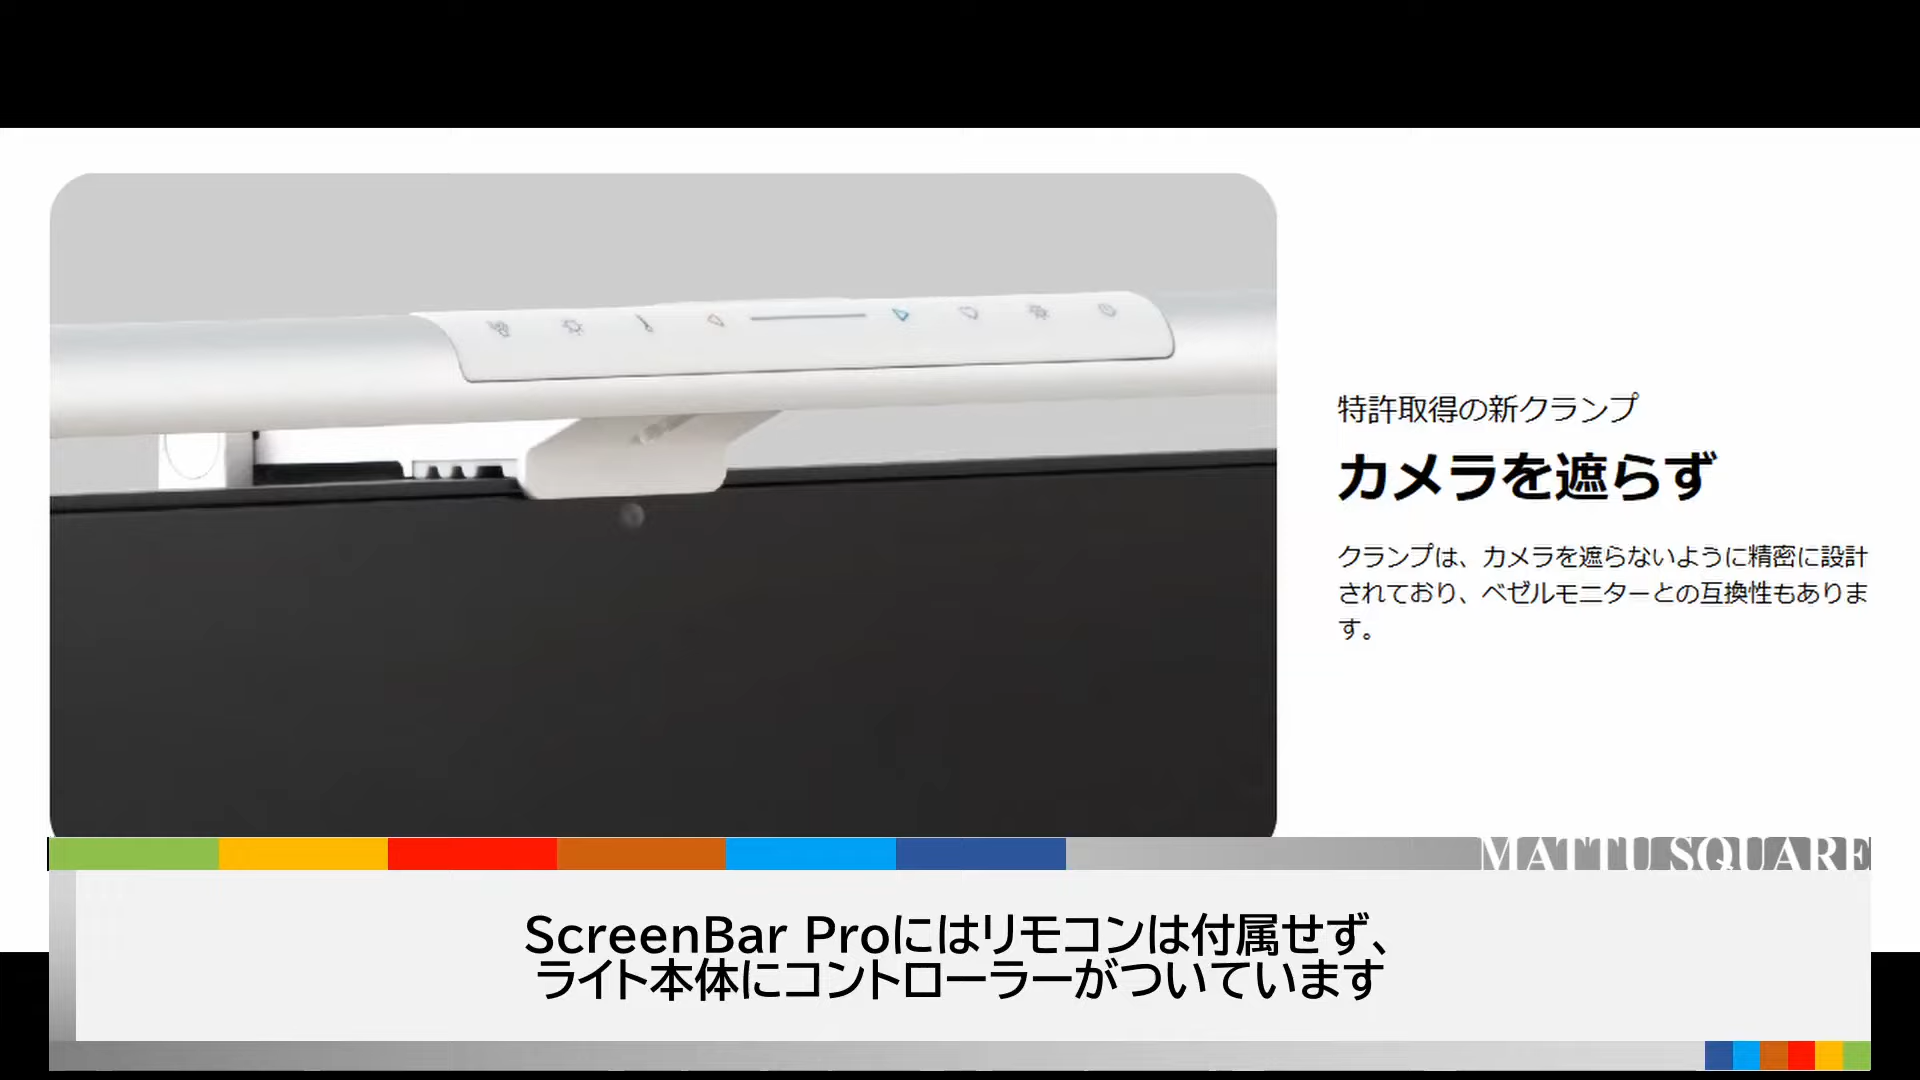 特許取得の新クランプ
カメラを遮らず
クランプは、カメラを遮らないように精密に設計
されており、ベゼルモニターとの互換性もありま
す。
MATTU SQUARE
ScreenBar Proにはリモコンは付属せず、
ライト本体にコントローラーがついています